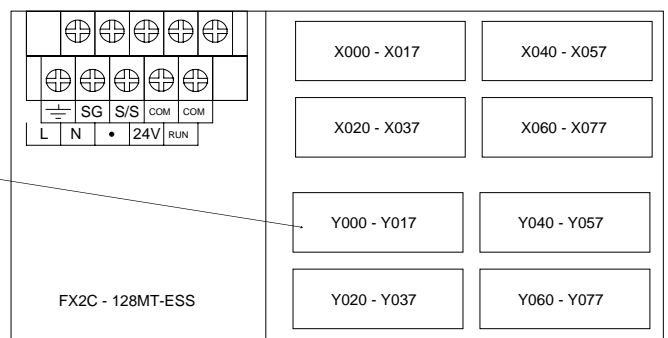 SG S/S COM COM
L N • 24V RUN
FX2C - 128MT-ESS
X000 - X017 X040 - X057
X020 - X037 X060 - X077
Y000 - Y017 Y040 - Y057
Y020 - Y037 Y060 - Y077